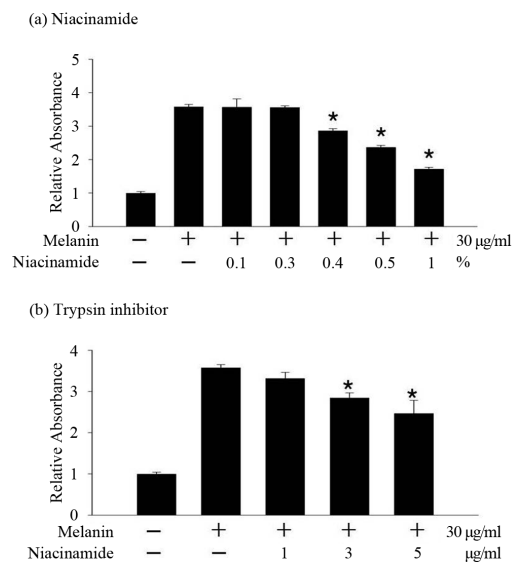 (a) Niacinamide
5
4
3
2
1
0
Relative Absorbance
* * *
Melanin − + + + + + + 30 μg/ml
Niacinamide − − 0.1 0.3 0.4 0.5 1 %
(b) Trypsin inhibitor
4
3
2
1
0
Relative Absorbance
* *
Melanin − + + + + 30 μg/ml
Niacinamide − − 1 3 5 μg/ml